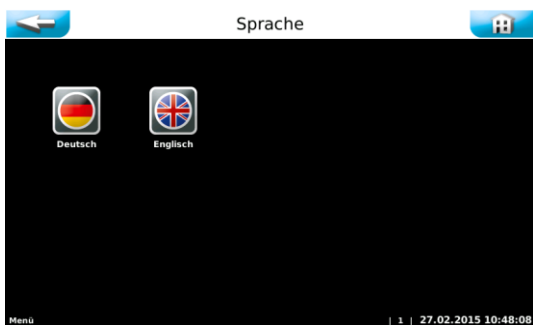 Sprache
Deutsch Englisch
Menü | 1 | 27.02.2015 10:48:08